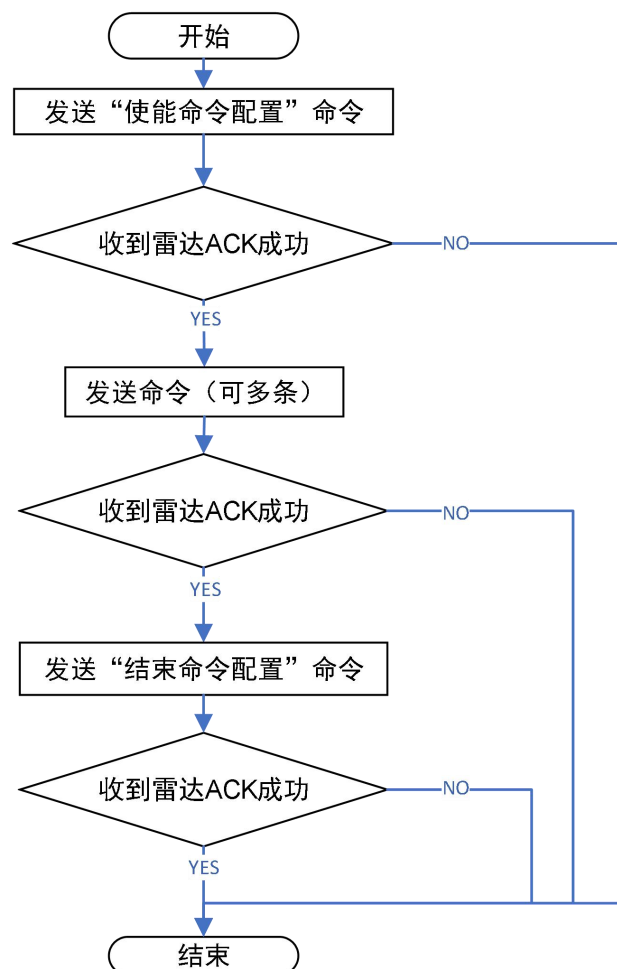 开始
发送“使能命令配置”命令
收到雷达ACK成功
NO
YES
发送命令（可多条）
收到雷达ACK成功
NO
YES
发送“结束命令配置”命令
收到雷达ACK成功
NO
YES
结束